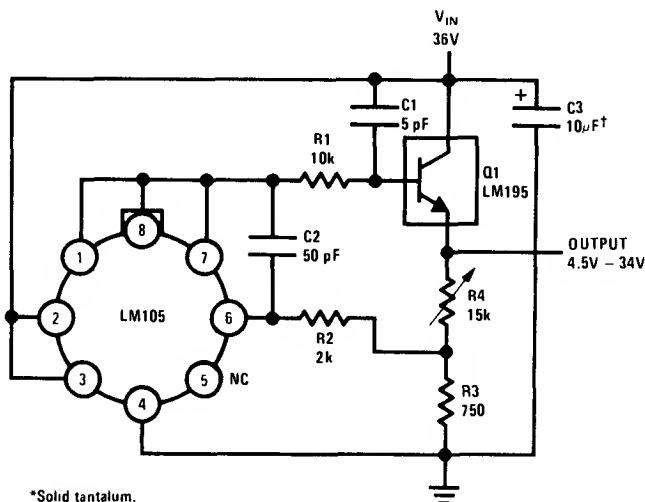 VIN
36V
C1
5 pF
+
C3
10μF†
R1
10k
Q1
LM195
8
1
7
C2
50 pF
OUTPUT
4.5V – 34V
2
LM105
6
R4
15k
R2
2k
3
5
NC
4
R3
750
*Solid tantalum.